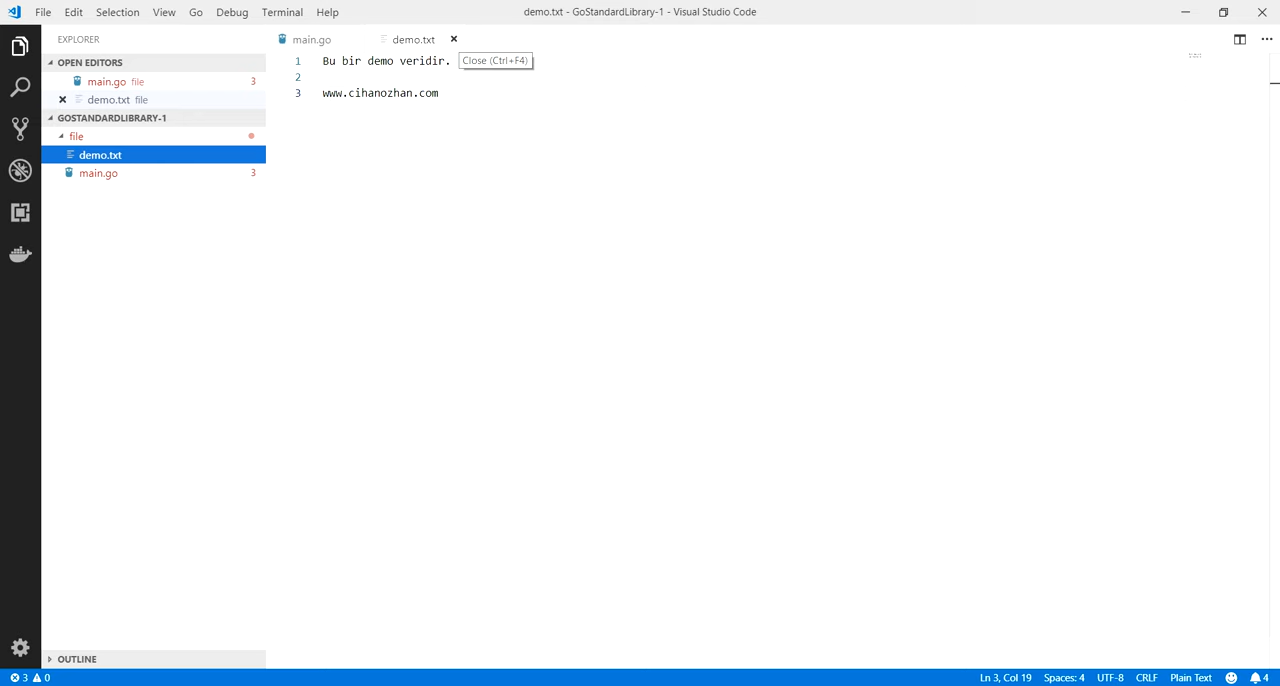 File Edit Selection View Go Debug Terminal Help
demo.txt - GoStandardLibrary-1 - Visual Studio Code
EXPLORER
OPEN EDITORS
main.go file 3
demo.txt file
GOSTANDARDLIBRARY-1
file
demo.txt
main.go 3
OUTLINE
main.go
demo.txt
Close (Ctrl+F4)
1 Bu bir demo veridir.
2
3 www.cihanozhan.com
3 0
Ln 3, Col 19 Spaces: 4 UTF-8 CRLF Plain Text 4